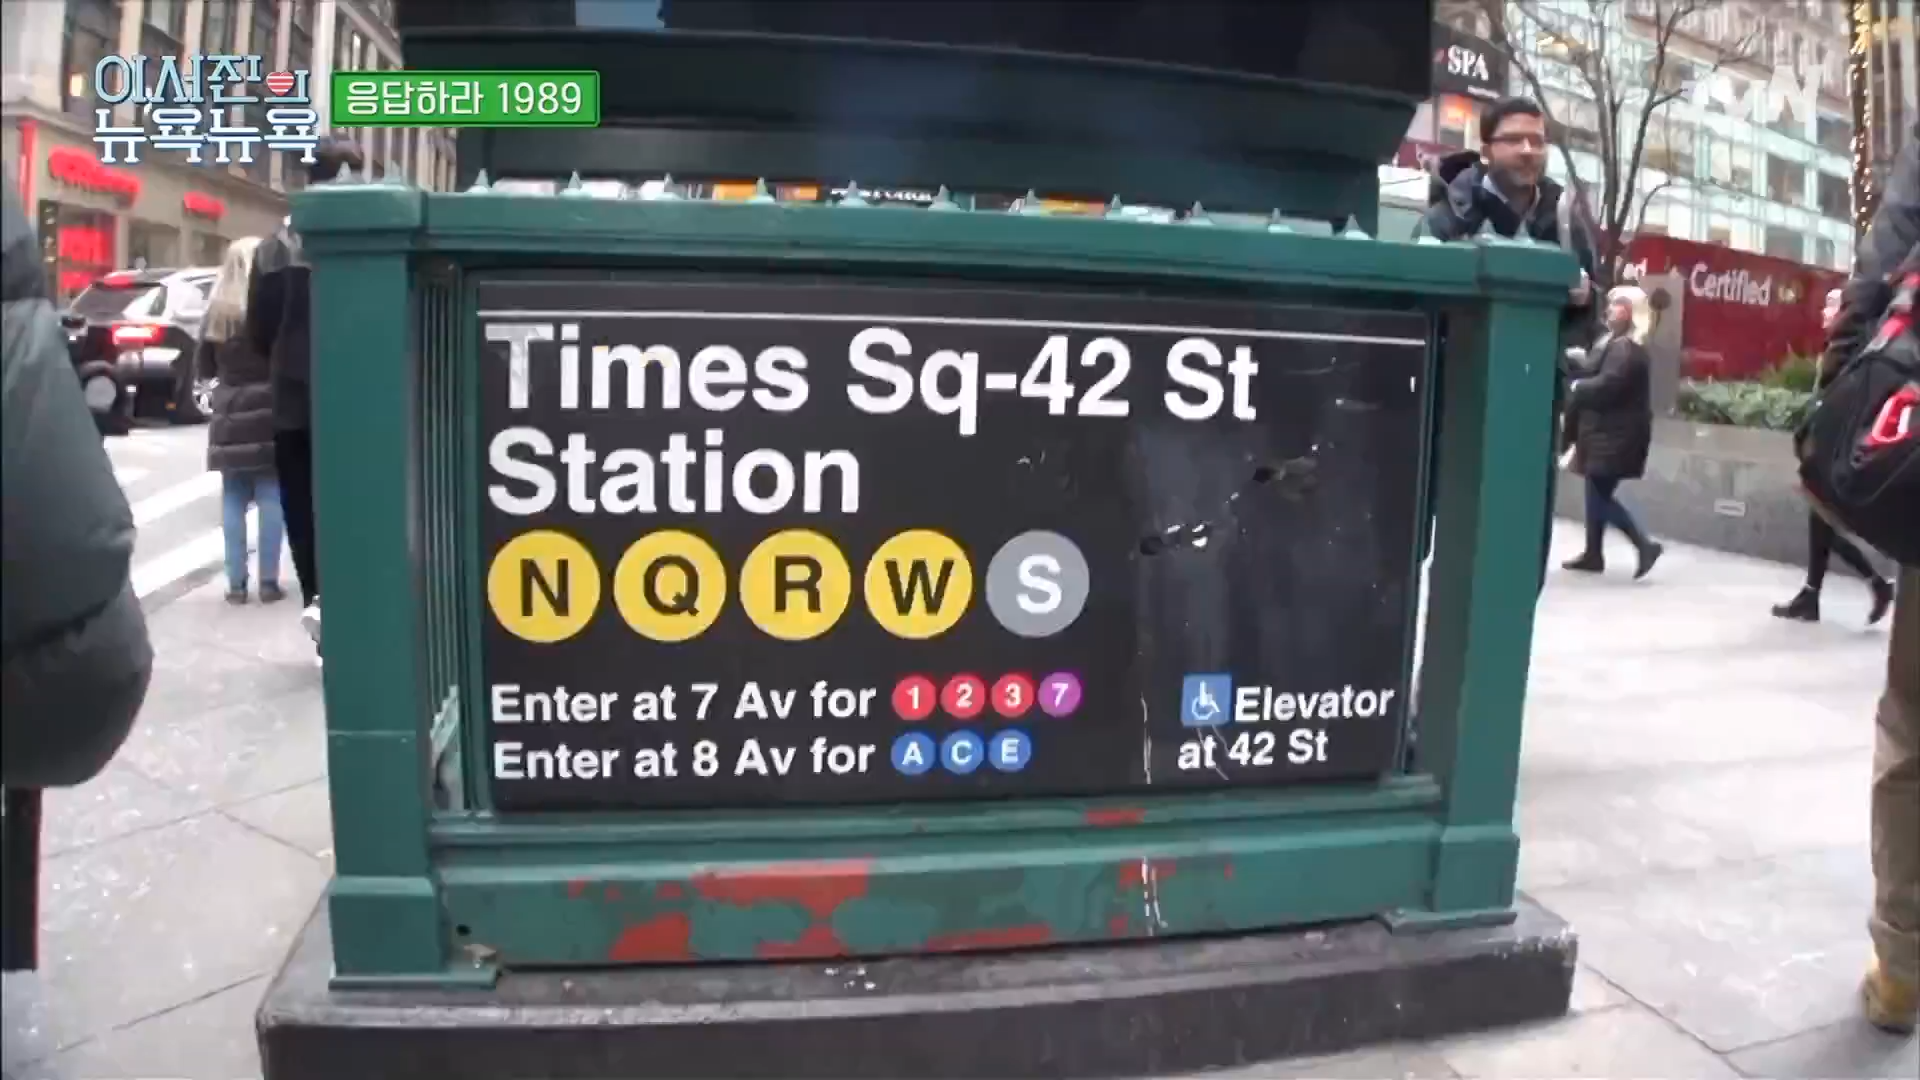 이서진의
뉴욕뉴욕
응답하라 1989
tvN
SPA
Certified
Times Sq-42 St
Station
N Q R W S
Enter at 7 Av for 1 2 3 7
Enter at 8 Av for A C E
Elevator
at 42 St